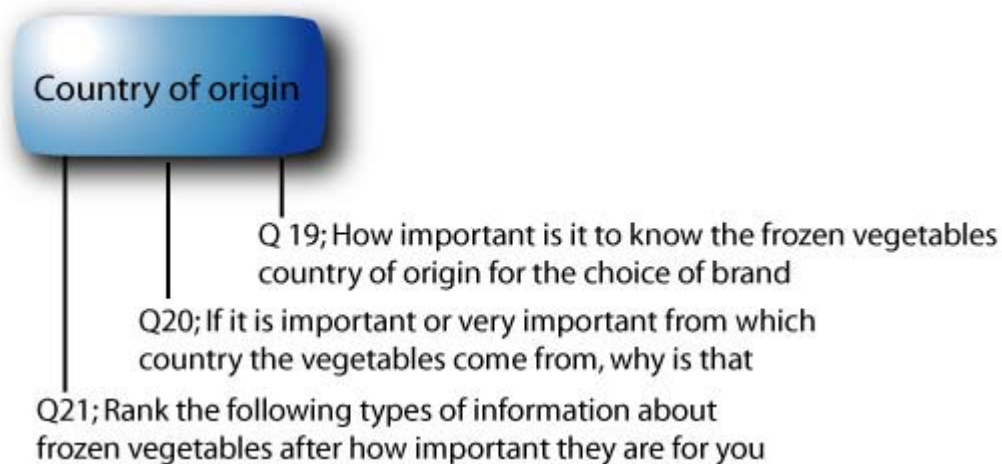 Country of origin
Q 19; How important is it to know the frozen vegetables
country of origin for the choice of brand
Q20; If it is important or very important from which
country the vegetables come from, why is that
Q21; Rank the following types of information about
frozen vegetables after how important they are for you